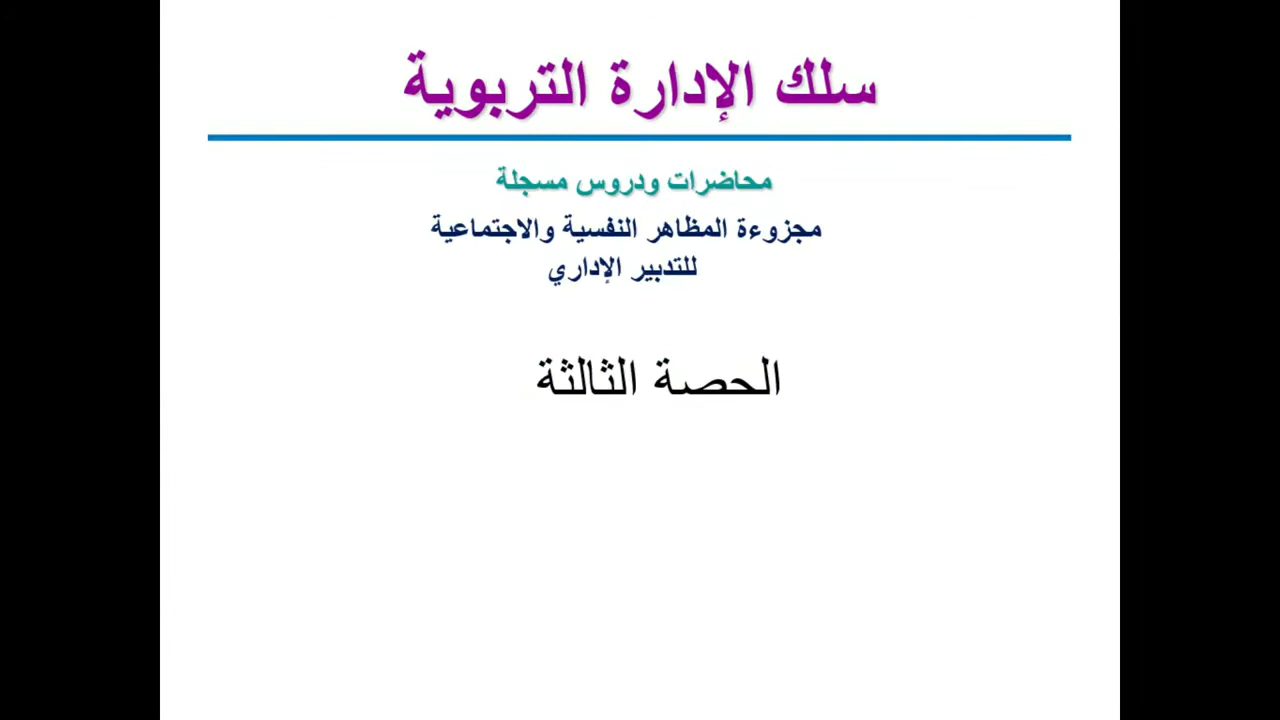 سلك الإدارة التربوية
محاضرات ودروس مسجلة
مجزوءة المظاهر النفسية والاجتماعية
للتدبير الإداري
الحصة الثالثة